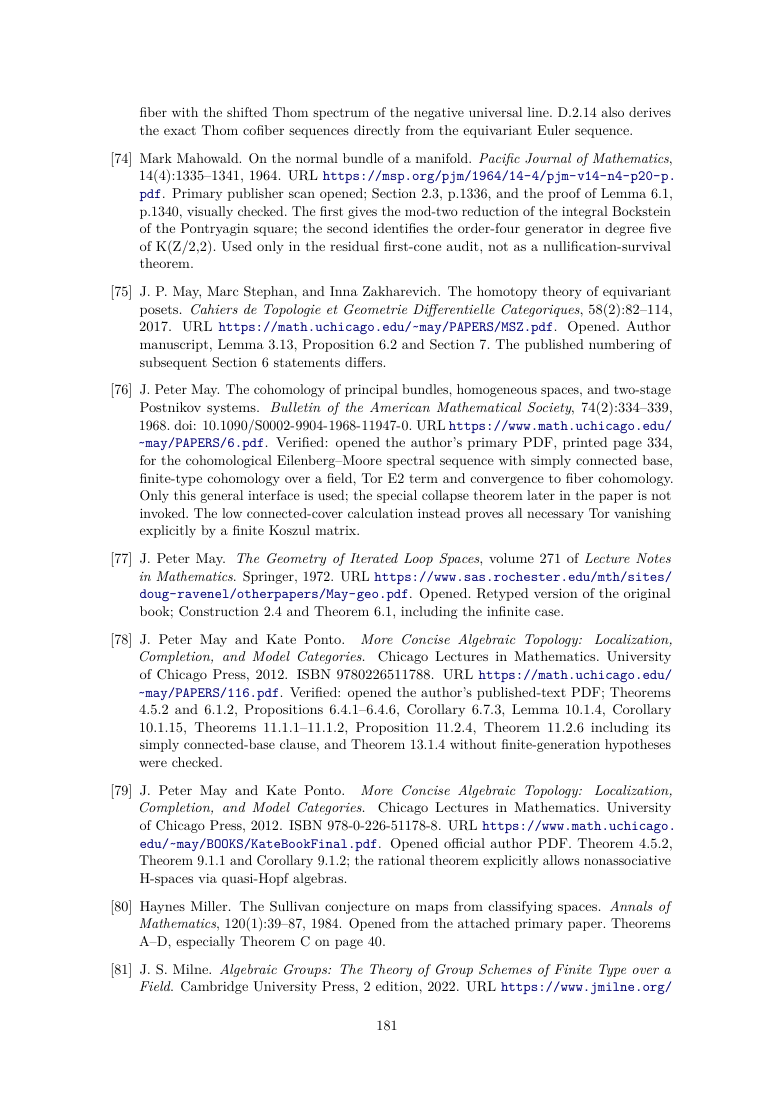 fiber with the shifted Thom spectrum of the negative universal line. D.2.14 also derives
the exact Thom cofiber sequences directly from the equivariant Euler sequence.
[74] Mark Mahowald. On the normal bundle of a manifold. Pacific Journal of Mathematics,
14(4):1335–1341, 1964. URL https://msp.org/pjm/1964/14-4/pjm-v14-n4-p20-p.
pdf. Primary publisher scan opened; Section 2.3, p.1336, and the proof of Lemma 6.1,
p.1340, visually checked. The first gives the mod-two reduction of the integral Bockstein
of the Pontryagin square; the second identifies the order-four generator in degree five
of K(Z/2,2). Used only in the residual first-cone audit, not as a nullification-survival
theorem.
[75] J. P. May, Marc Stephan, and Inna Zakharevich. The homotopy theory of equivariant
posets. Cahiers de Topologie et Geometrie Differentielle Categoriques, 58(2):82–114,
2017. URL https://math.uchicago.edu/~may/PAPERS/MSZ.pdf. Opened. Author
manuscript, Lemma 3.13, Proposition 6.2 and Section 7. The published numbering of
subsequent Section 6 statements differs.
[76] J. Peter May. The cohomology of principal bundles, homogeneous spaces, and two-stage
Postnikov systems. Bulletin of the American Mathematical Society, 74(2):334–339,
1968. doi: 10.1090/S0002-9904-1968-11947-0. URL https://www.math.uchicago.edu/
~may/PAPERS/6.pdf. Verified: opened the author's primary PDF, printed page 334,
for the cohomological Eilenberg–Moore spectral sequence with simply connected base,
finite-type cohomology over a field, Tor E2 term and convergence to fiber cohomology.
Only this general interface is used; the special collapse theorem later in the paper is not
invoked. The low connected-cover calculation instead proves all necessary Tor vanishing
explicitly by a finite Koszul matrix.
[77] J. Peter May. The Geometry of Iterated Loop Spaces, volume 271 of Lecture Notes
in Mathematics. Springer, 1972. URL https://www.sas.rochester.edu/mth/sites/
doug-ravenel/otherpapers/May-geo.pdf. Opened. Retyped version of the original
book; Construction 2.4 and Theorem 6.1, including the infinite case.
[78] J. Peter May and Kate Ponto. More Concise Algebraic Topology: Localization,
Completion, and Model Categories. Chicago Lectures in Mathematics. University
of Chicago Press, 2012. ISBN 9780226511788. URL https://math.uchicago.edu/
~may/PAPERS/116.pdf. Verified: opened the author's published-text PDF; Theorems
4.5.2 and 6.1.2, Propositions 6.4.1–6.4.6, Corollary 6.7.3, Lemma 10.1.4, Corollary
10.1.15, Theorems 11.1.1–11.1.2, Proposition 11.2.4, Theorem 11.2.6 including its
simply connected-base clause, and Theorem 13.1.4 without finite-generation hypotheses
were checked.
[79] J. Peter May and Kate Ponto. More Concise Algebraic Topology: Localization,
Completion, and Model Categories. Chicago Lectures in Mathematics. University
of Chicago Press, 2012. ISBN 978-0-226-51178-8. URL https://www.math.uchicago.
edu/~may/BOOKS/KateBookFinal.pdf. Opened official author PDF. Theorem 4.5.2,
Theorem 9.1.1 and Corollary 9.1.2; the rational theorem explicitly allows nonassociative
H-spaces via quasi-Hopf algebras.
[80] Haynes Miller. The Sullivan conjecture on maps from classifying spaces. Annals of
Mathematics, 120(1):39–87, 1984. Opened from the attached primary paper. Theorems
A–D, especially Theorem C on page 40.
[81] J. S. Milne. Algebraic Groups: The Theory of Group Schemes of Finite Type over a
Field. Cambridge University Press, 2 edition, 2022. URL https://www.jmilne.org/
181